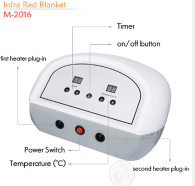 Infra Red Blanket
M-2016
Timer
on/off button
first heater plug-in
Power Switch
Temperature (℃)
second heater plug-in